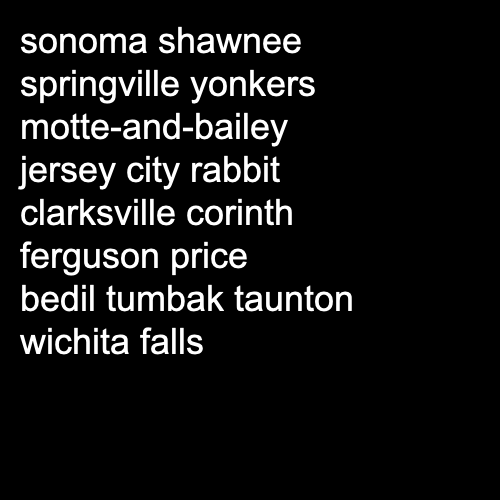 sonoma shawnee
springville yonkers
motte-and-bailey
jersey city rabbit
clarksville corinth
ferguson price
bedil tumbak taunton
wichita falls